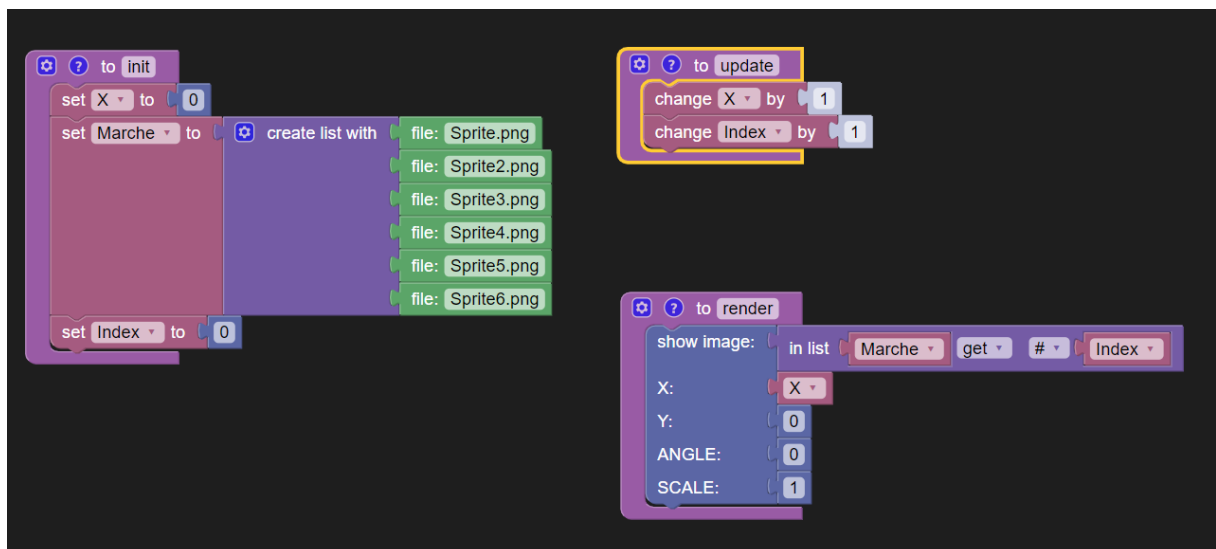 ? to init
set X to 0
set Marche to create list with file: Sprite.png
file: Sprite2.png
file: Sprite3.png
file: Sprite4.png
file: Sprite5.png
file: Sprite6.png
set Index to 0
? to update
change X by 1
change Index by 1
? to render
show image: in list Marche get # Index
X: X
Y: 0
ANGLE: 0
SCALE: 1